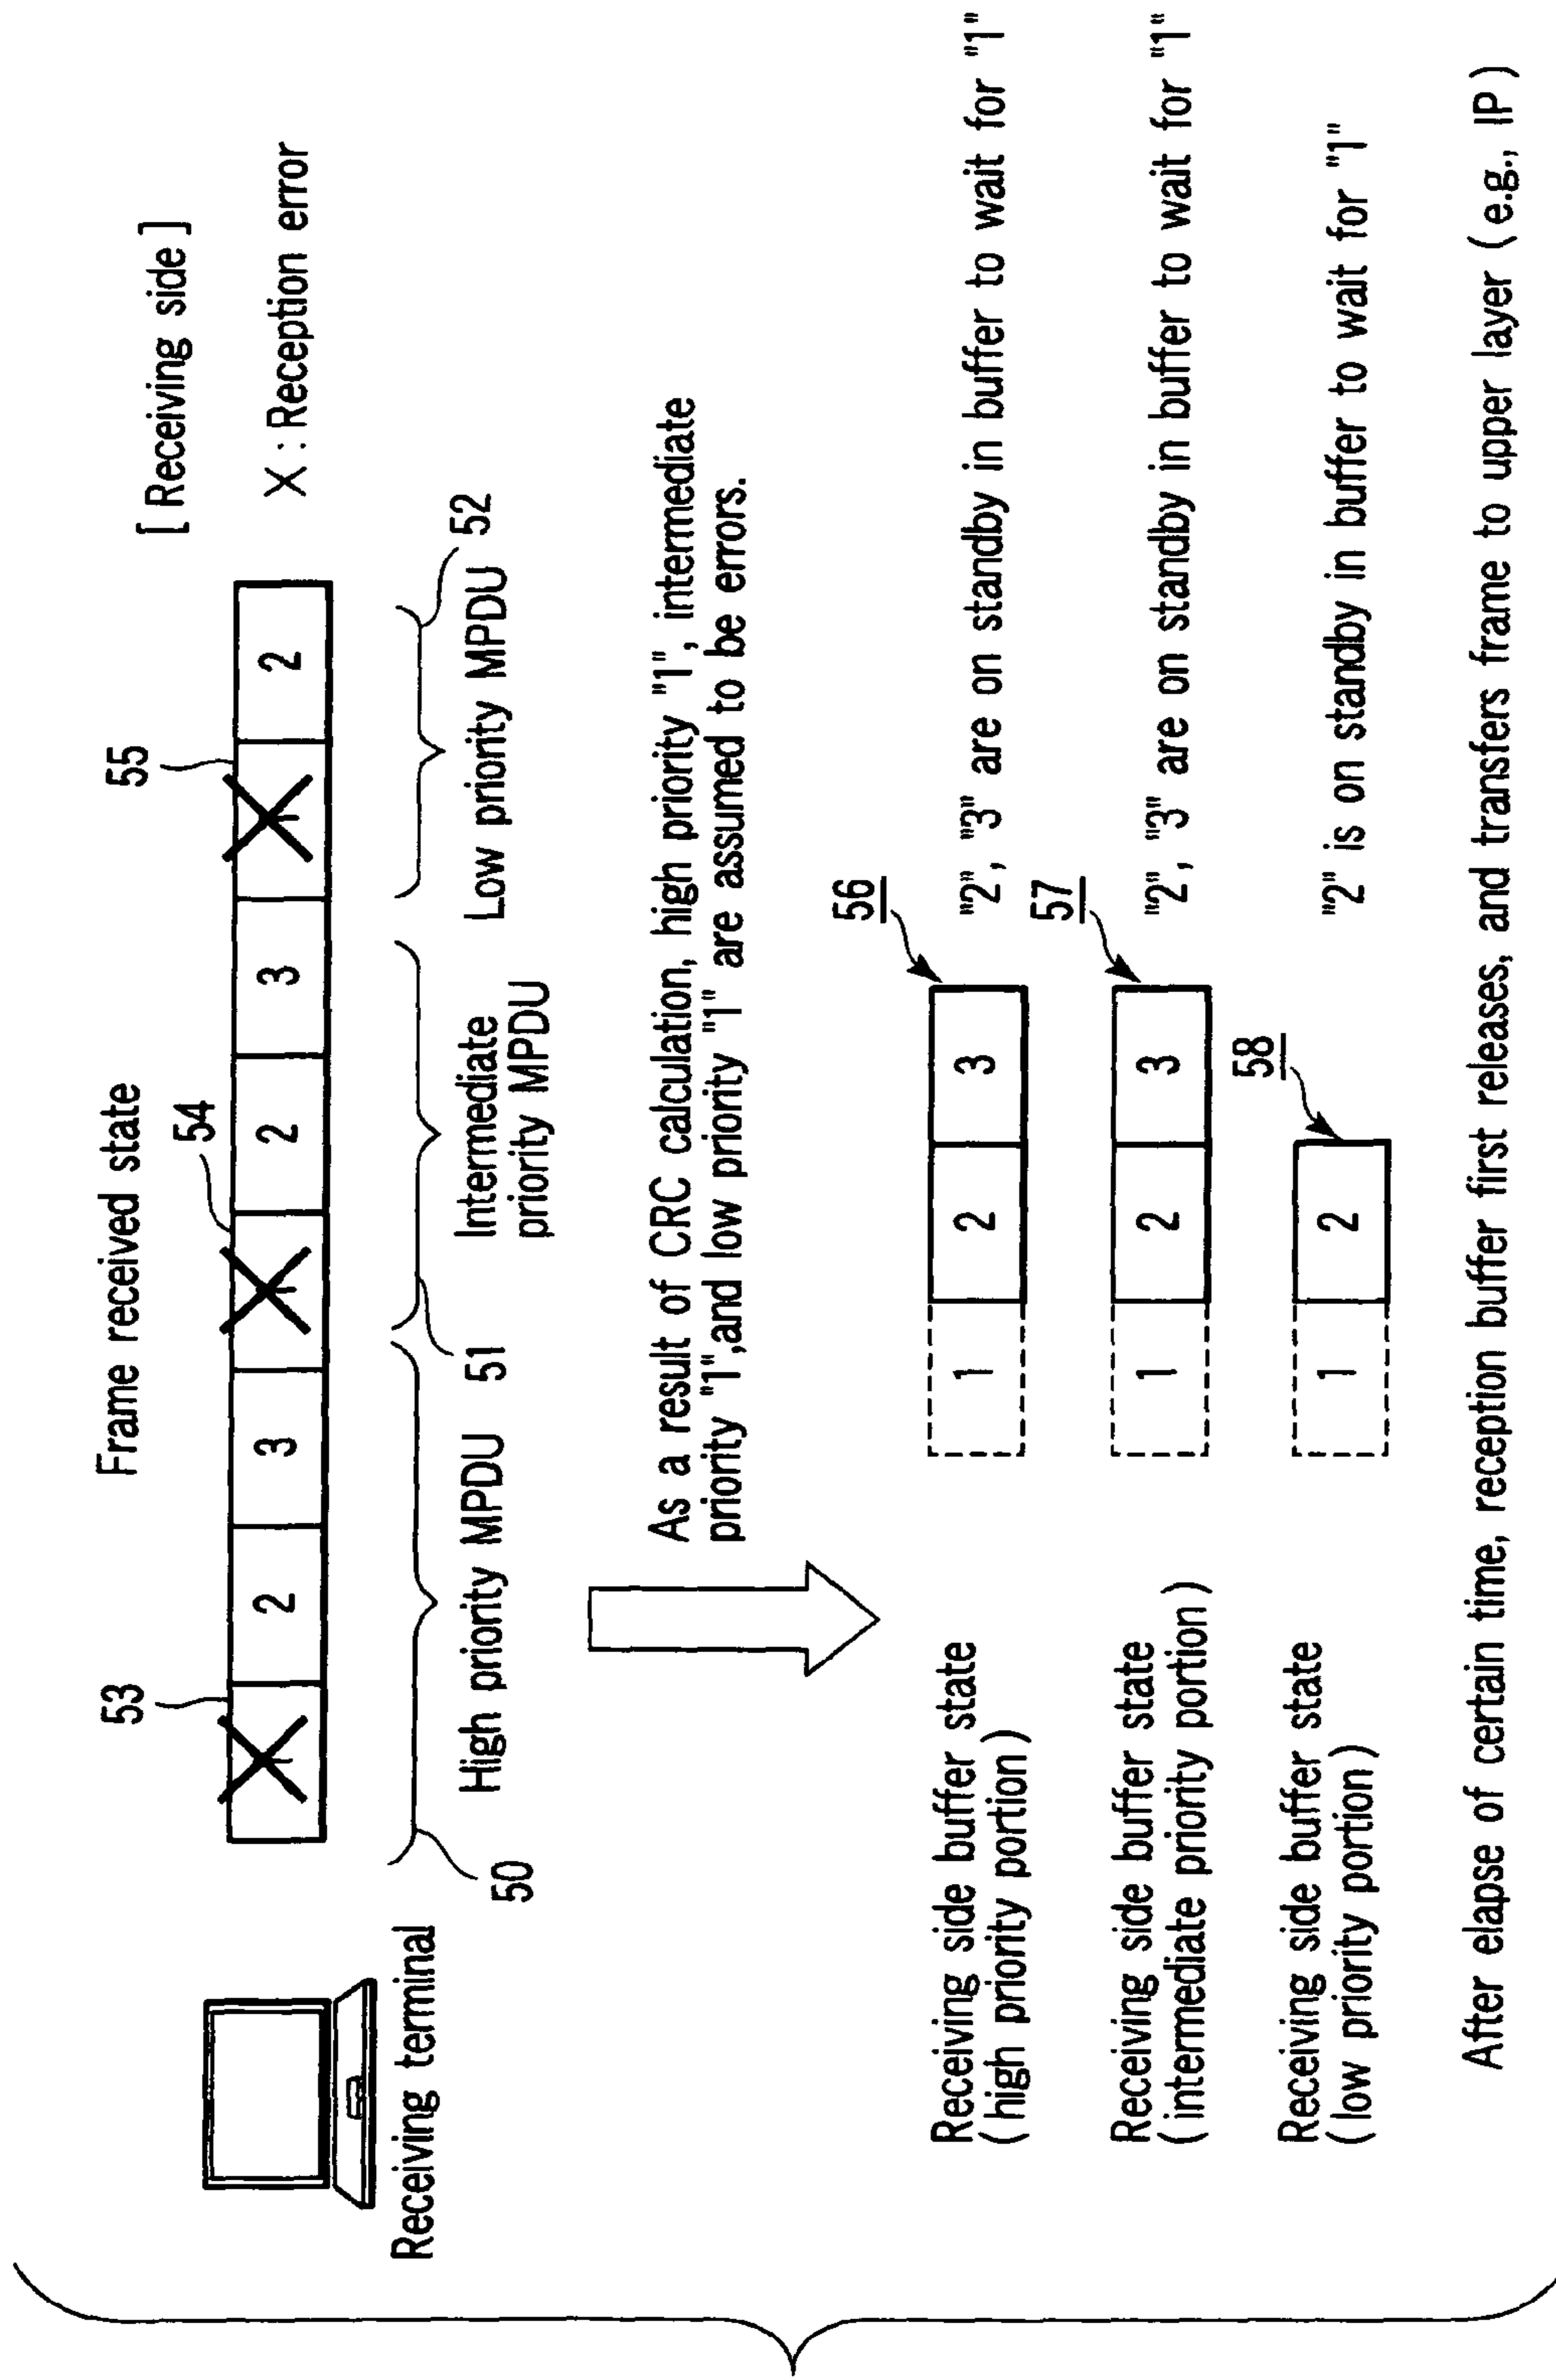 [ Receiving side ]
Frame received state
X : Reception error
53
54
55
1
2
3
1
2
3
1
2
50
High priority MPDU
51
Intermediate
priority MPDU
Low priority MPDU
52
Receiving terminal
As a result of CRC calculation, high priority "1", intermediate
priority "1",and low priority "1" are assumed to be errors.
Receiving side buffer state
( high priority portion )
1
2
3
56
"2", "3" are on standby in buffer to wait for "1"
Receiving side buffer state
( intermediate priority portion )
1
2
3
57
"2", "3" are on standby in buffer to wait for "1"
Receiving side buffer state
( low priority portion )
1
2
58
"2" is on standby in buffer to wait for "1"
After elapse of certain time, reception buffer first releases, and transfers frame to upper layer ( e.g., IP )